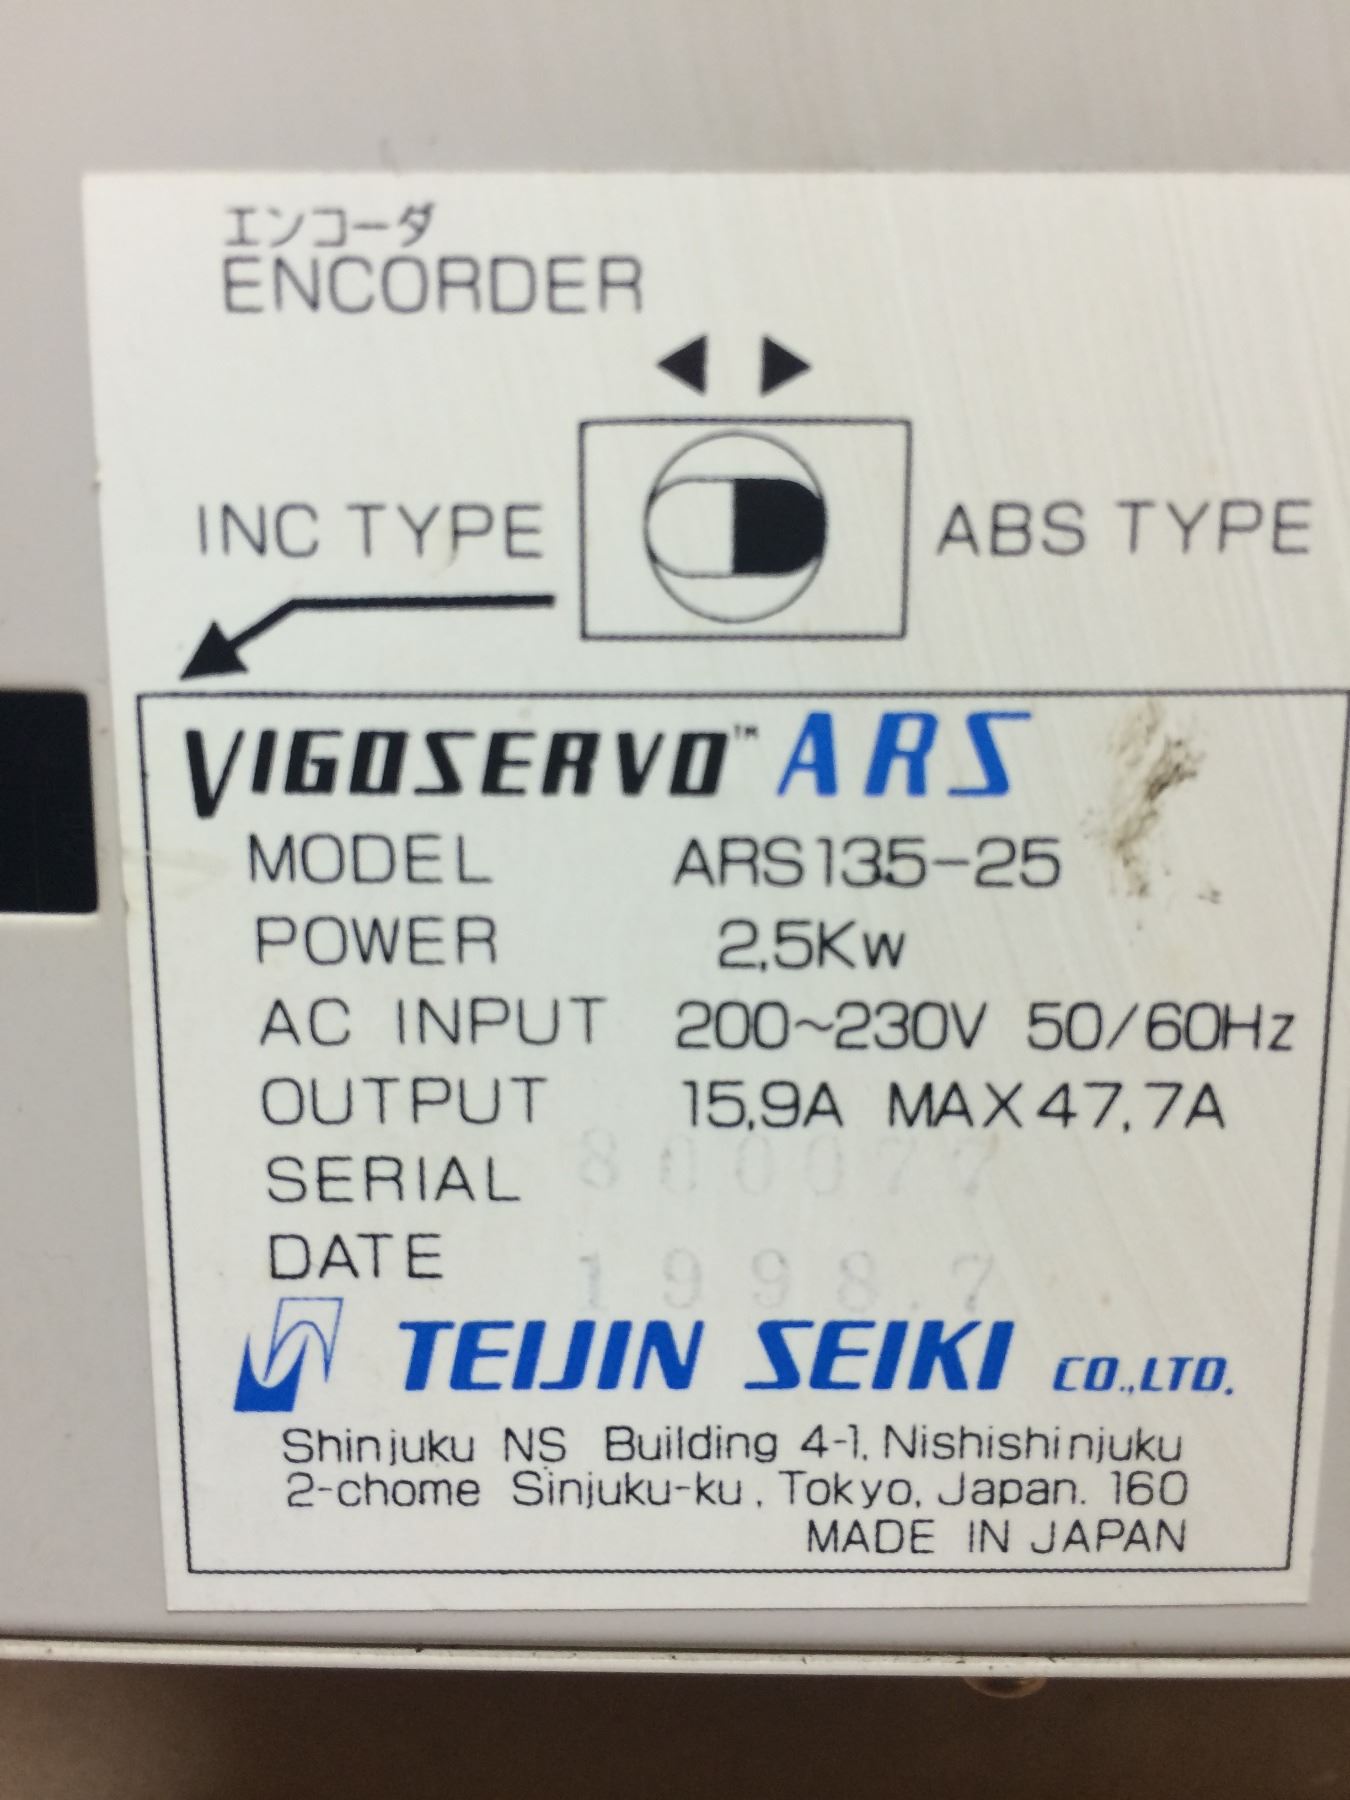 エンコーダ
ENCORDER
◀ ▶
INC TYPE ABS TYPE
VIGOSERVO™ ARS
MODEL ARS135-25
POWER 2,5Kw
AC INPUT 200~230V 50/60Hz
OUTPUT 15,9A MAX47,7A
SERIAL 800077
DATE 1998.7
TEIJIN SEIKI CO.,LTD.
Shinjuku NS Building 4-1, Nishishinjuku
2-chome Sinjuku-ku, Tokyo, Japan. 160
MADE IN JAPAN